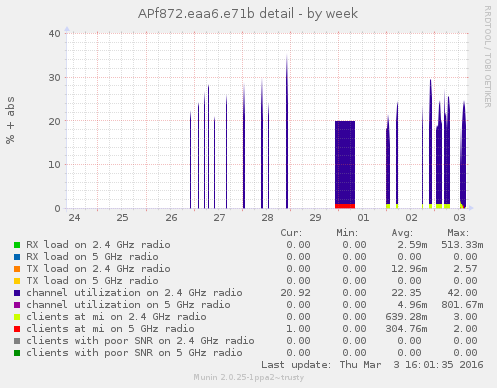 APf872.eaa6.e71b detail - by week
RRDTOOL / TOBI OETIKER
% + abs
40
30
20
10
0
24 25 26 27 28 29 01 02 03
Cur: Min: Avg: Max:
RX load on 2.4 GHz radio 0.00 0.00 2.59m 513.33m
RX load on 5 GHz radio 0.00 0.00 0.00 0.00
TX load on 2.4 GHz radio 0.00 0.00 12.96m 2.57
TX load on 5 GHz radio 0.00 0.00 0.00 0.00
channel utilization on 2.4 GHz radio 20.92 0.00 22.35 42.00
channel utilization on 5 GHz radio 0.00 0.00 4.96m 801.67m
clients at mi on 2.4 GHz radio 0.00 0.00 639.28m 3.00
clients at mi on 5 GHz radio 1.00 0.00 304.76m 2.00
clients with poor SNR on 2.4 GHz radio 0.00 0.00 0.00 0.00
clients with poor SNR on 5 GHz radio 0.00 0.00 0.00 0.00
Last update: Thu Mar 3 16:01:35 2016
Munin 2.0.25-1ppa2~trusty